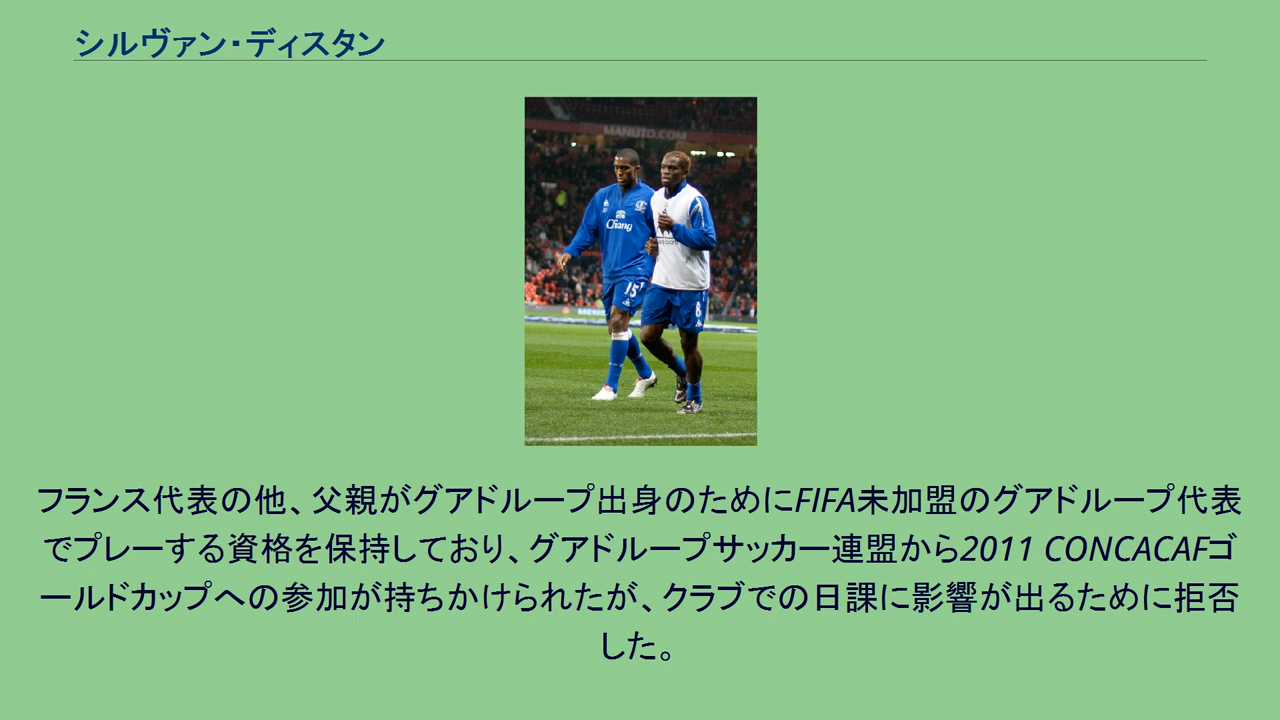 シルヴァン・ディスタン
MANUTD.COM
Chang
15
8
フランス代表の他、父親がグアドループ出身のためにFIFA未加盟のグアドループ代表
でプレーする資格を保持しており、グアドループサッカー連盟から2011 CONCACAFゴ
ールドカップへの参加が持ちかけられたが、クラブでの日課に影響が出るために拒否
した。